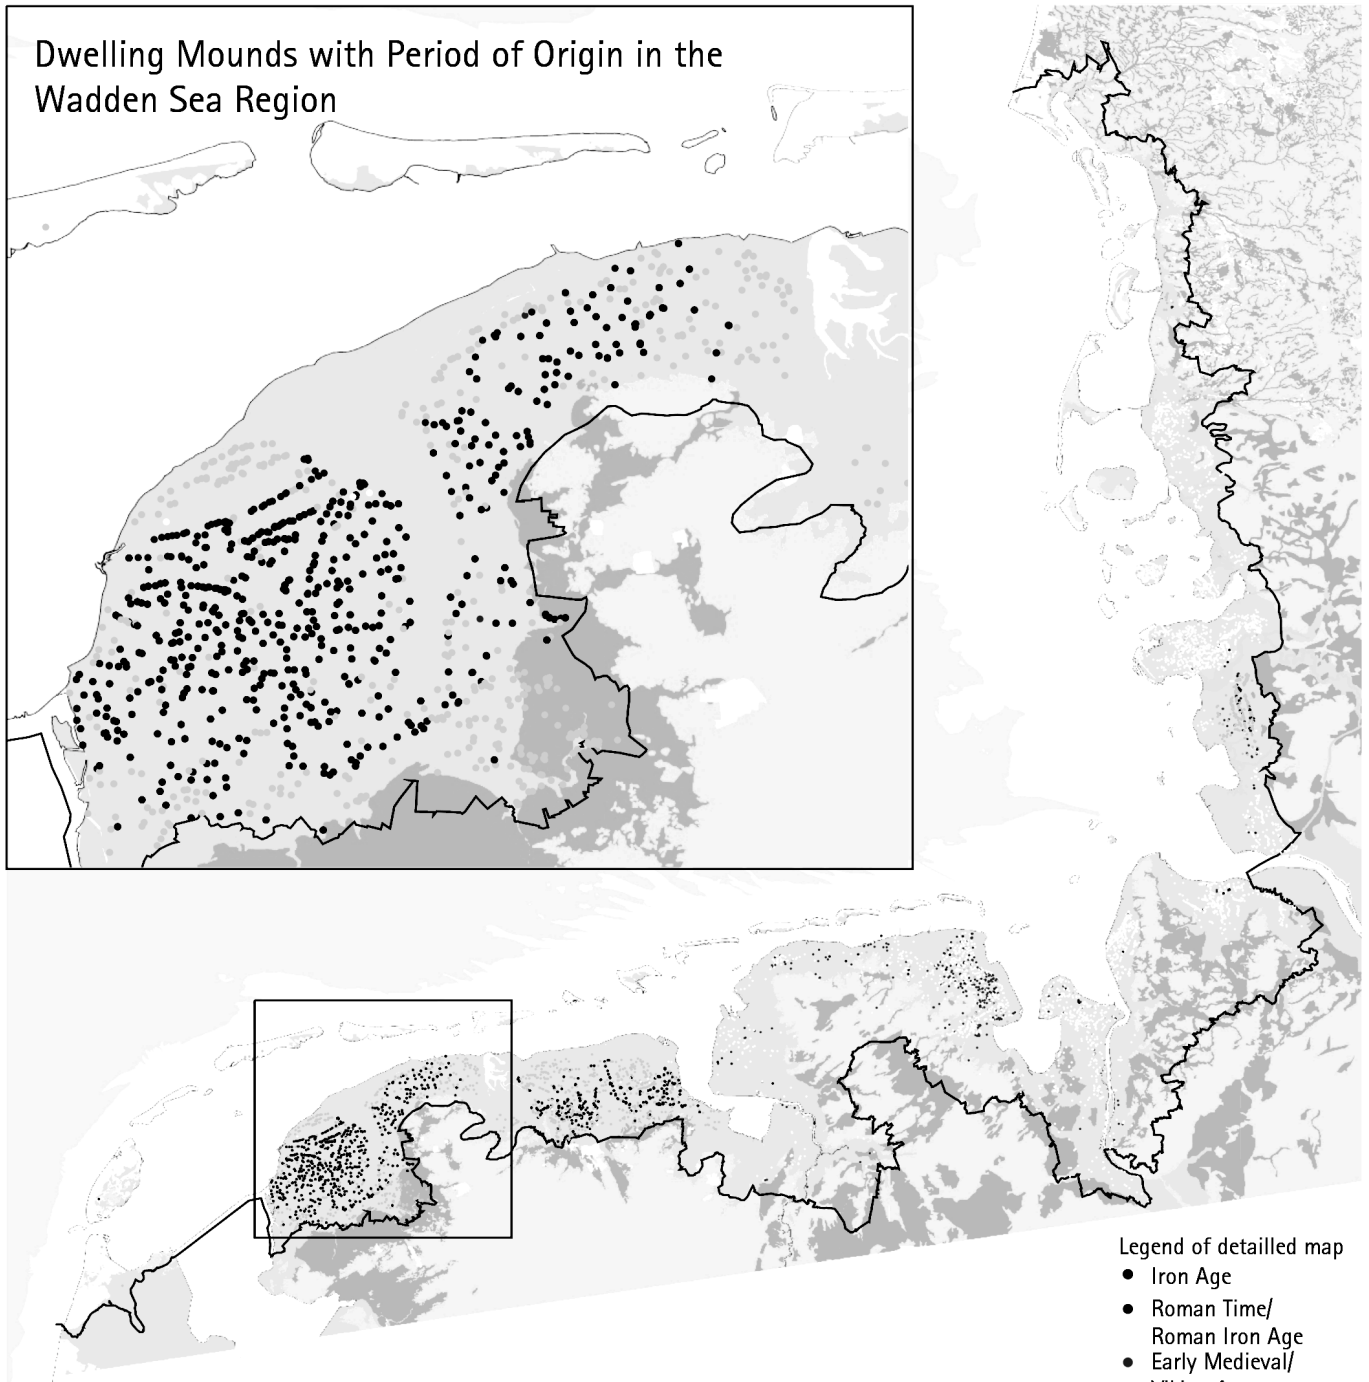 Dwelling Mounds with Period of Origin in the
Wadden Sea Region
Legend of detailled map
Iron Age
Roman Time/
Roman Iron Age
Early Medieval/